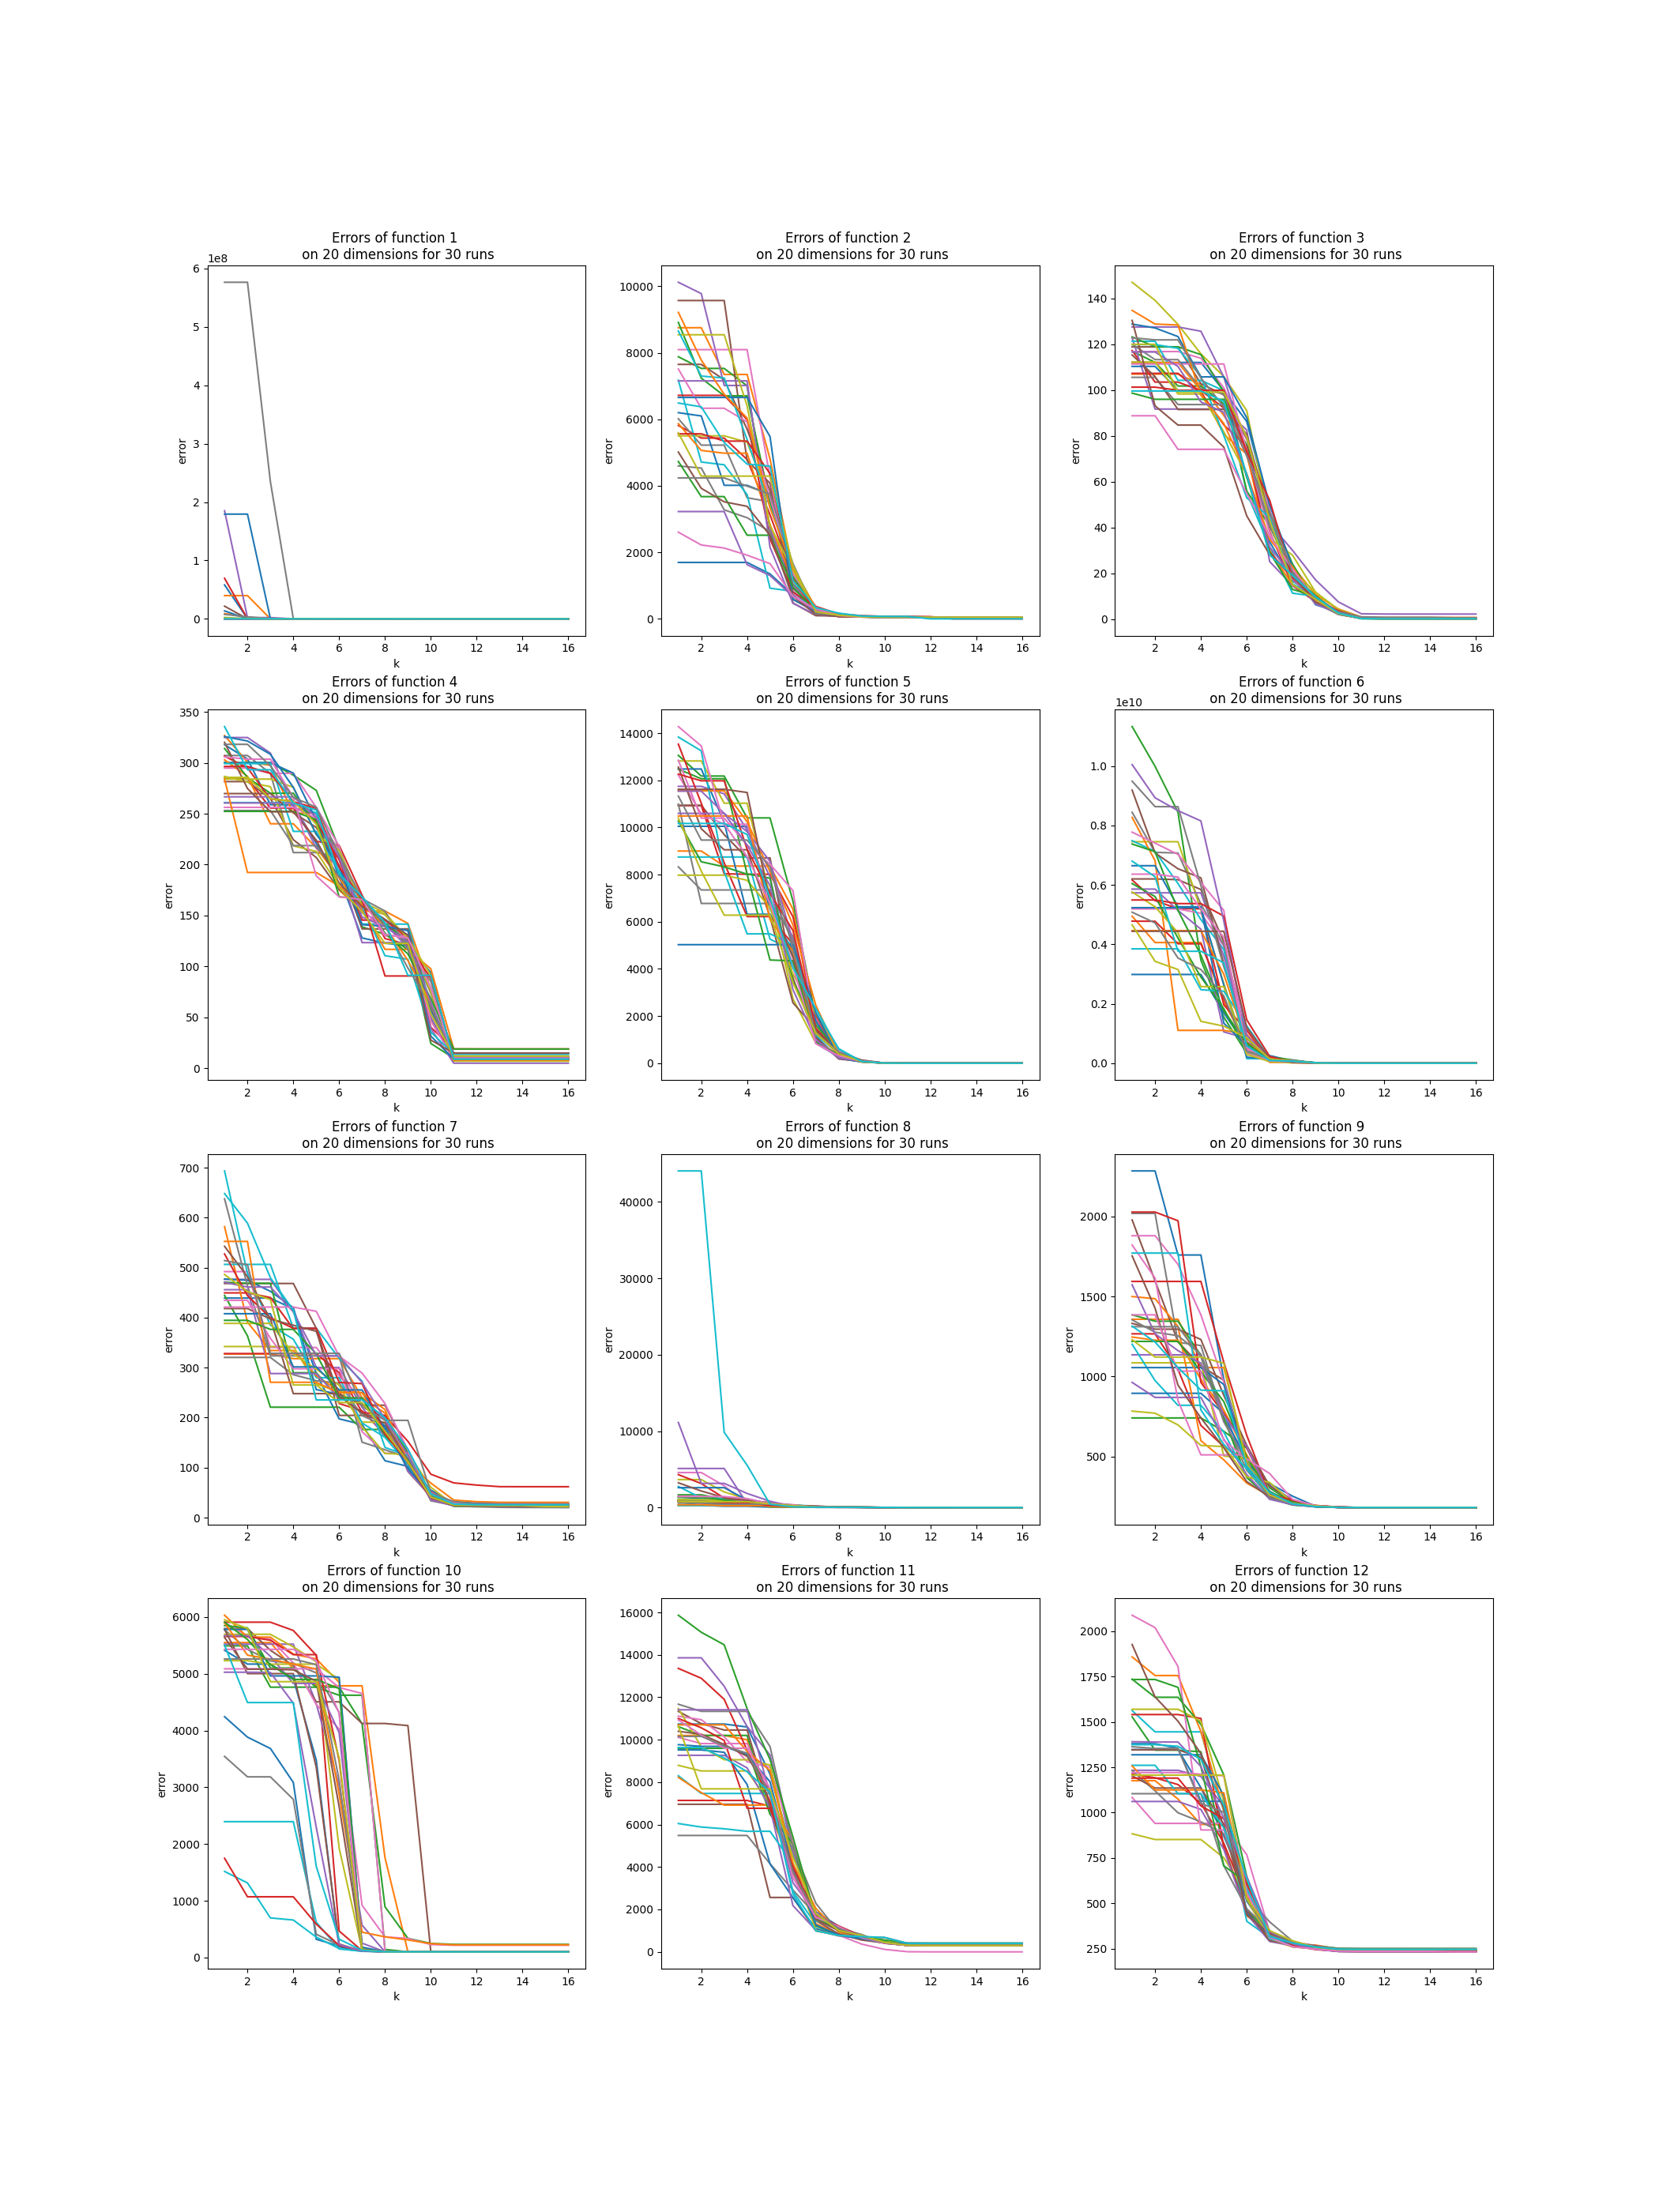 Errors of function 1
on 20 dimensions for 30 runs
1e8
6
5
4
3
2
1
0
error
2 4 6 8 10 12 14 16
k
Errors of function 2
on 20 dimensions for 30 runs
10000
8000
6000
4000
2000
0
error
2 4 6 8 10 12 14 16
k
Errors of function 3
on 20 dimensions for 30 runs
140
120
100
80
60
40
20
0
error
2 4 6 8 10 12 14 16
k
Errors of function 4
on 20 dimensions for 30 runs
350
300
250
200
150
100
50
0
error
2 4 6 8 10 12 14 16
k
Errors of function 5
on 20 dimensions for 30 runs
14000
12000
10000
8000
6000
4000
2000
0
error
2 4 6 8 10 12 14 16
k
Errors of function 6
on 20 dimensions for 30 runs
1e10
1.0
0.8
0.6
0.4
0.2
0.0
error
2 4 6 8 10 12 14 16
k
Errors of function 7
on 20 dimensions for 30 runs
700
600
500
400
300
200
100
0
error
2 4 6 8 10 12 14 16
k
Errors of function 8
on 20 dimensions for 30 runs
40000
30000
20000
10000
0
error
2 4 6 8 10 12 14 16
k
Errors of function 9
on 20 dimensions for 30 runs
2000
1500
1000
500
error
2 4 6 8 10 12 14 16
k
Errors of function 10
on 20 dimensions for 30 runs
6000
5000
4000
3000
2000
1000
0
error
2 4 6 8 10 12 14 16
k
Errors of function 11
on 20 dimensions for 30 runs
16000
14000
12000
10000
8000
6000
4000
2000
0
error
2 4 6 8 10 12 14 16
k
Errors of function 12
on 20 dimensions for 30 runs
2000
1750
1500
1250
1000
750
500
250
error
2 4 6 8 10 12 14 16
k